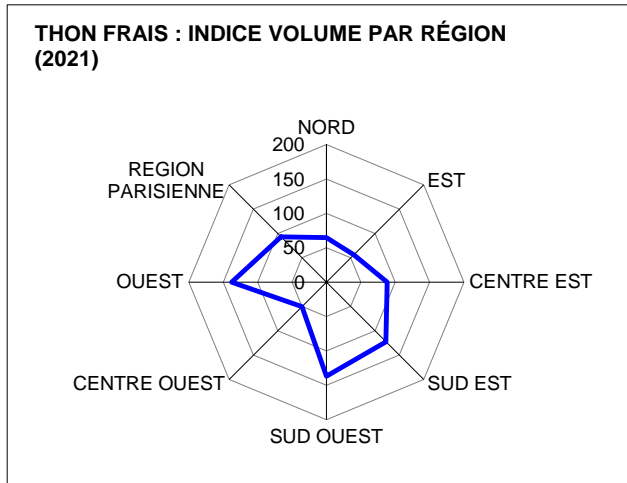 THON FRAIS : INDICE VOLUME PAR RÉGION
(2021)
NORD
200
150
100
50
0
EST
CENTRE EST
SUD EST
SUD OUEST
CENTRE OUEST
OUEST
REGION
PARISIENNE